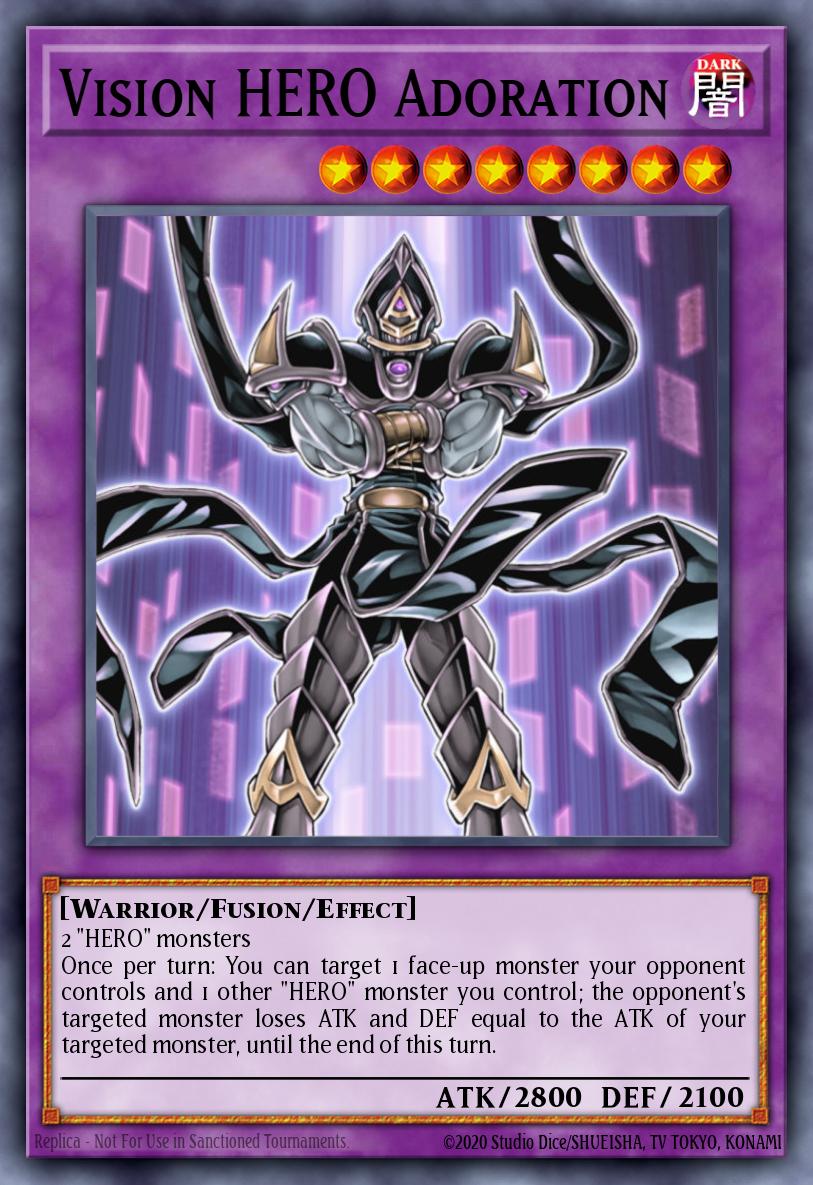 Vision HERO Adoration
DARK
闇
[Warrior/Fusion/Effect]
2 "HERO" monsters
Once per turn: You can target 1 face-up monster your opponent
controls and 1 other "HERO" monster you control; the opponent's
targeted monster loses ATK and DEF equal to the ATK of your
targeted monster, until the end of this turn.
ATK/2800 DEF/2100
Replica - Not For Use in Sanctioned Tournaments.
©2020 Studio Dice/SHUEISHA, TV TOKYO, KONAMI